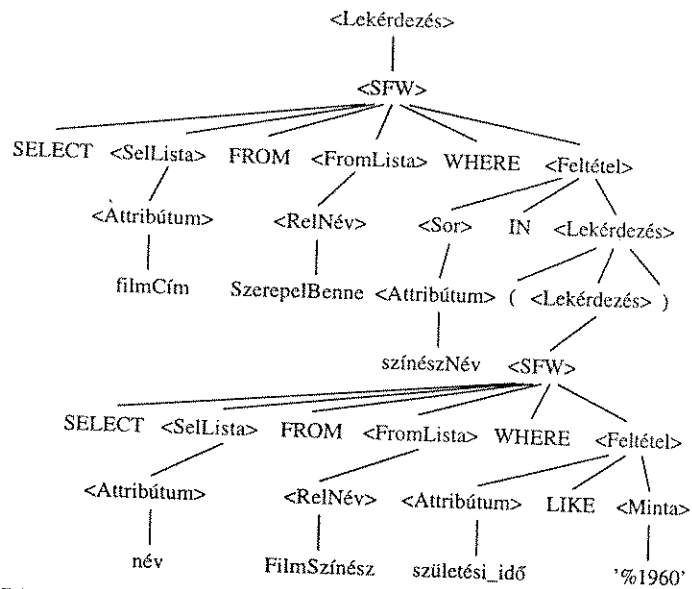 <Lekérdezés>
<SFW>
SELECT <SelLista> FROM <FromLista> WHERE <Feltétel>
<Attribútum> <RelNév> <Sor> IN <Lekérdezés>
filmCím SzerepelBenne <Attribútum> ( <Lekérdezés> )
színészNév <SFW>
SELECT <SelLista> FROM <FromLista> WHERE <Feltétel>
<Attribútum> <RelNév> <Attribútum> LIKE <Minta>
név FilmSzínész születési_idő '%1960'